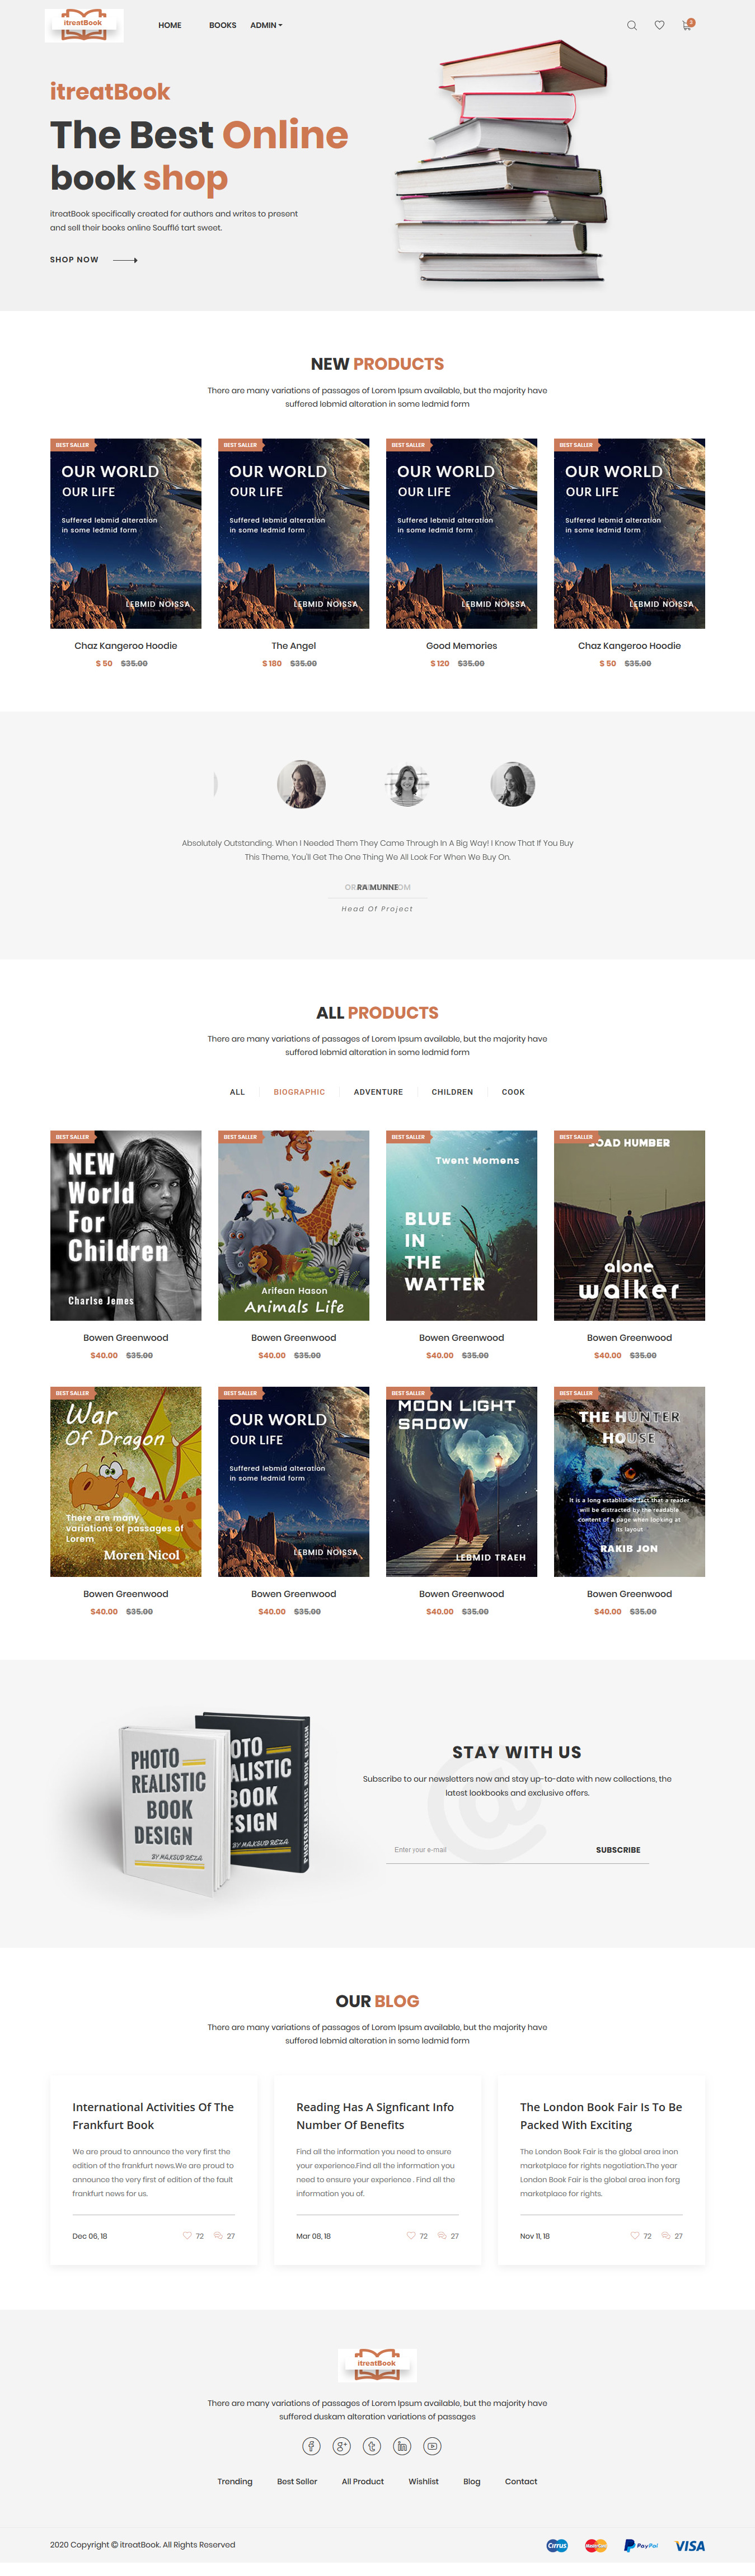 itreatBook
HOME BOOKS ADMIN
3
itreatBook
The Best Online
book shop
itreatBook specifically created for authors and writes to present
and sell their books online Soufflé tart sweet.
SHOP NOW
NEW PRODUCTS
There are many variations of passages of Lorem Ipsum available, but the majority have
suffered lebmid alteration in some ledmid form
BEST SALLER
OUR WORLD
OUR LIFE
Suffered lebmid alteration
in some ledmid form
LEBMID NOISSA
BEST SALLER
OUR WORLD
OUR LIFE
Suffered lebmid alteration
in some ledmid form
LEBMID NOISSA
BEST SALLER
OUR WORLD
OUR LIFE
Suffered lebmid alteration
in some ledmid form
LEBMID NOISSA
BEST SALLER
OUR WORLD
OUR LIFE
Suffered lebmid alteration
in some ledmid form
LEBMID NOISSA
Chaz Kangeroo Hoodie
$ 50 $35.00
The Angel
$ 180 $35.00
Good Memories
$ 120 $35.00
Chaz Kangeroo Hoodie
$ 50 $35.00
Absolutely Outstanding. When I Needed Them They Came Through In A Big Way! I Know That If You Buy
This Theme, You'll Get The One Thing We All Look For When We Buy On.
RA MUNNE
Head Of Project
ALL PRODUCTS
There are many variations of passages of Lorem Ipsum available, but the majority have
suffered lebmid alteration in some ledmid form
ALL BIOGRAPHIC ADVENTURE CHILDREN COOK
BEST SALLER
NEW
World
For
Children
Charlse Jemes
BEST SALLER
Arifean Hason
Animals Life
BEST SALLER
Twent Momens
BLUE
IN
THE
WATTER
BEST SALLER
HUMBER
alone
walker
Bowen Greenwood
$40.00 $35.00
Bowen Greenwood
$40.00 $35.00
Bowen Greenwood
$40.00 $35.00
Bowen Greenwood
$40.00 $35.00
BEST SALLER
War
Of Dragon
There are many
variations of passages of
Lorem
Moren Nicol
BEST SALLER
OUR WORLD
OUR LIFE
Suffered lebmid alteration
in some ledmid form
LEBMID NOISSA
BEST SALLER
MOON LIGHT
SADOW
LEBMID TRAEH
BEST SALLER
THE HUNTER
HOUSE
It is a long established fact that a reader
will be distracted by the readable
content of a page when looking at
its layout
RAKIB JON
Bowen Greenwood
$40.00 $35.00
Bowen Greenwood
$40.00 $35.00
Bowen Greenwood
$40.00 $35.00
Bowen Greenwood
$40.00 $35.00
PHOTO
REALISTIC
BOOK
DESIGN
BY MAKSUD REZA
OTO
ALISTIC
OOK
ESIGN
BY MAKSUD REZA
PHOTOREALISTIC BOOK DESIGN
@
STAY WITH US
Subscribe to our newsletters now and stay up-to-date with new collections, the
latest lookbooks and exclusive offers.
Enter your e-mail
SUBSCRIBE
OUR BLOG
There are many variations of passages of Lorem Ipsum available, but the majority have
suffered lebmid alteration in some ledmid form
International Activities Of The
Frankfurt Book
We are proud to announce the very first the
edition of the frankfurt news.We are proud to
announce the very first of edition of the fault
frankfurt news for us.
Dec 06, 18 72 27
Reading Has A Signficant Info
Number Of Benefits
Find all the information you need to ensure
your experience.Find all the information you
need to ensure your experience . Find all the
information you of.
Mar 08, 18 72 27
The London Book Fair Is To Be
Packed With Exciting
The London Book Fair is the global area inon
marketplace for rights negotiation.The year
London Book Fair is the global area inon forg
marketplace for rights.
Nov 11, 18 72 27
itreatBook
There are many variations of passages of Lorem Ipsum available, but the majority have
suffered duskam alteration variations of passages
Trending Best Seller All Product Wishlist Blog Contact
2020 Copyright © itreatBook. All Rights Reserved
Cirrus MasterCard PayPal VISA